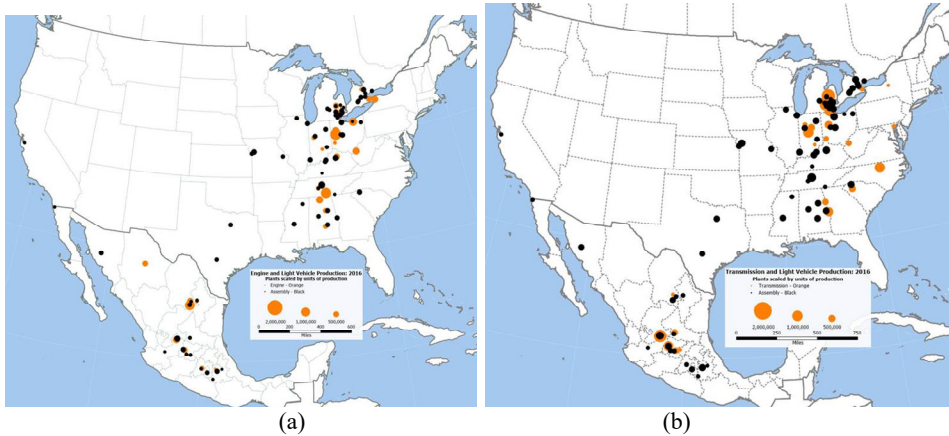 Engine and Light Vehicle Production: 2016
Plants scaled by units of production
· Engine - Orange
• Assembly - Black
2,000,000 1,000,000 500,000
0 200 400 600
Miles
(a)
Transmission and Light Vehicle Production: 2016
Plants scaled by units of production
· Transmission - Orange
• Assembly - Black
2,000,000 1,000,000 500,000
0 250 500 750
Miles
(b)